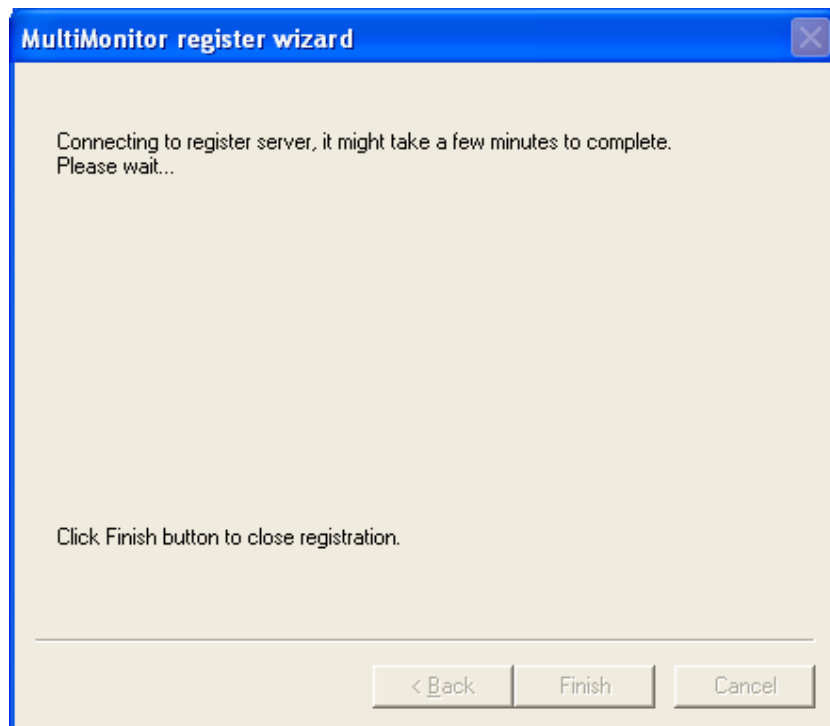 MultiMonitor register wizard
Connecting to register server, it might take a few minutes to complete.
Please wait...
Click Finish button to close registration.
< Back
Finish
Cancel